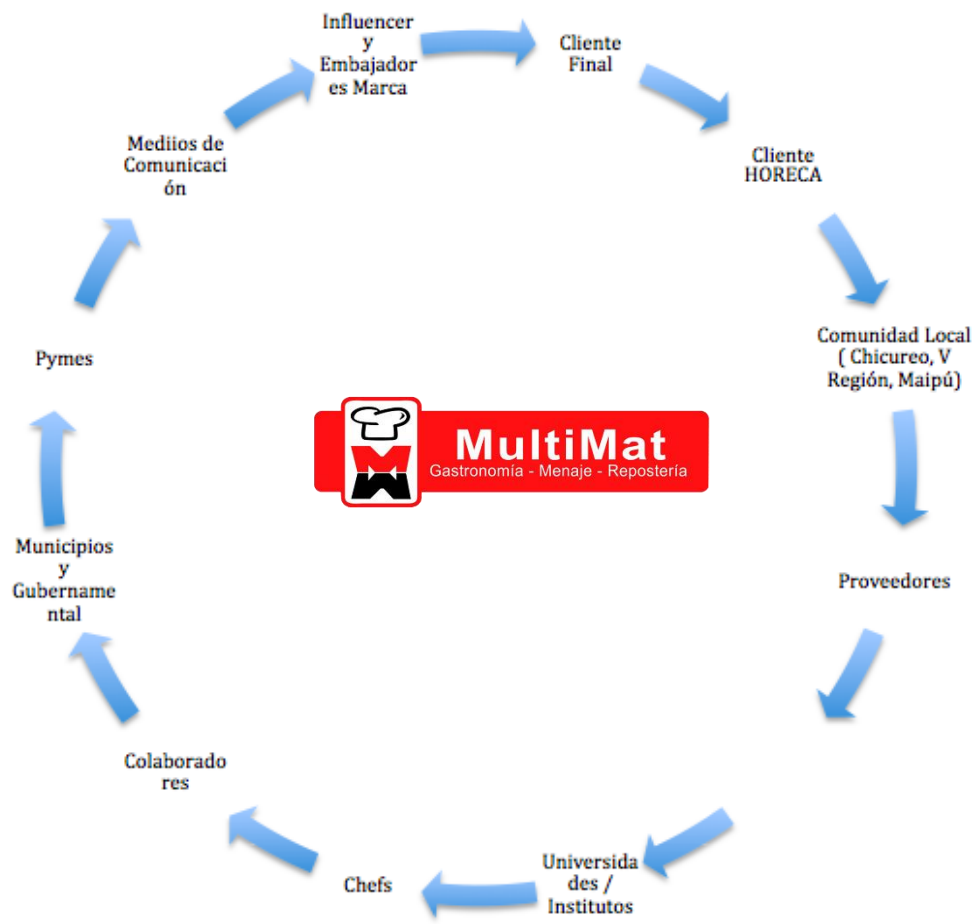 Influencer
y
Embajador
es Marca
Cliente
Final
Cliente
HORECA
Comunidad Local
( Chicureo, V
Región, Maipú)
Proveedores
Universida
des /
Institutos
Chefs
Colaborado
res
Municipios
y
Gubername
ntal
Pymes
Mediios de
Comunicaci
ón
MultiMat
Gastronomía - Menaje - Repostería